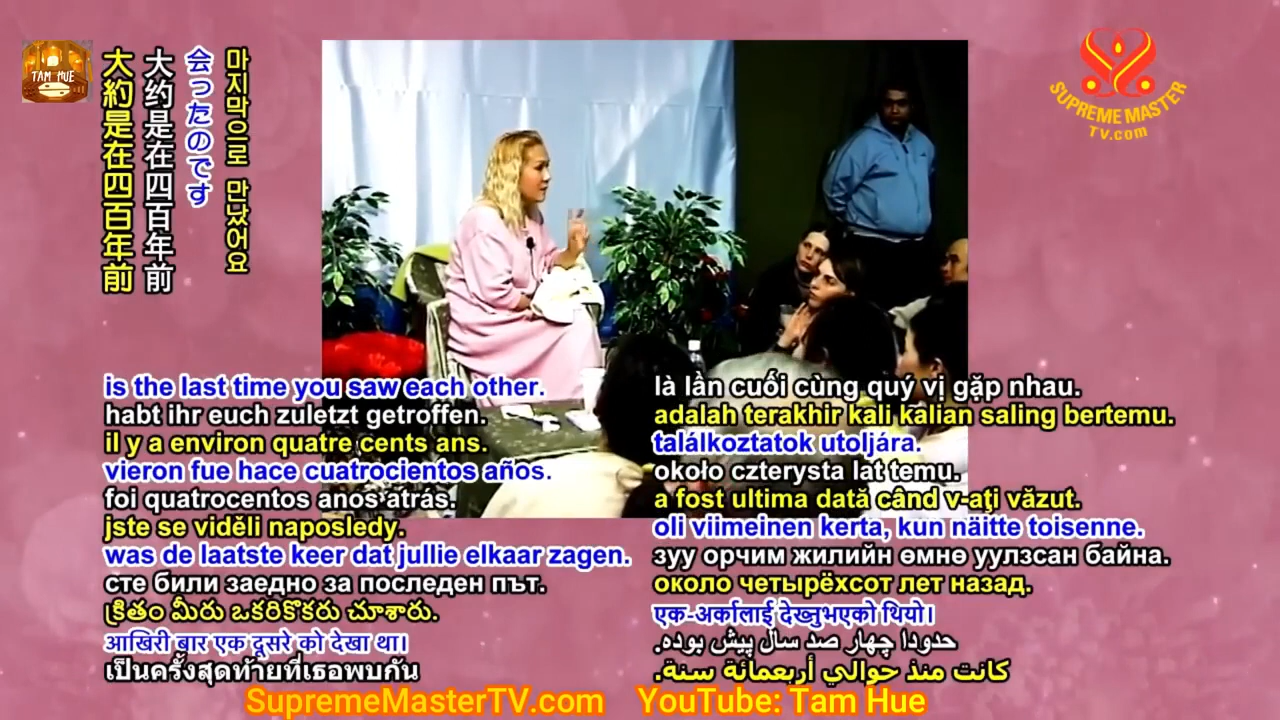 TAM HUE
大約是在四百年前
大约是在四百年前
会ったのです
마지막으로 만났어요
SUPREME MASTER
TV.com
is the last time you saw each other.
habt ihr euch zuletzt getroffen.
il y a environ quatre cents ans.
vieron fue hace cuatrocientos años.
foi quatrocentos anos atrás.
jste se viděli naposledy.
was de laatste keer dat jullie elkaar zagen.
сте били заедно за последен път.
క్రితం మీరు ఒకరికొకరు చూశారు.
आखिरी बार एक दूसरे को देखा था।
เป็นครั้งสุดท้ายที่เธอพบกัน
là lần cuối cùng quý vị gặp nhau.
adalah terakhir kali kalian saling bertemu.
találkoztatok utoljára.
około czterysta lat temu.
a fost ultima dată când v-ați văzut.
oli viimeinen kerta, kun näitte toisenne.
зуу орчим жилийн өмнө уулзсан байна.
около четырёхсот лет назад.
एक-अर्कालाई देख्नुभएको थियो।
حدودا چهار صد سال پیش بوده.
كانت منذ حوالي أربعمائة سنة.
SupremeMasterTV.com YouTube: Tam Hue